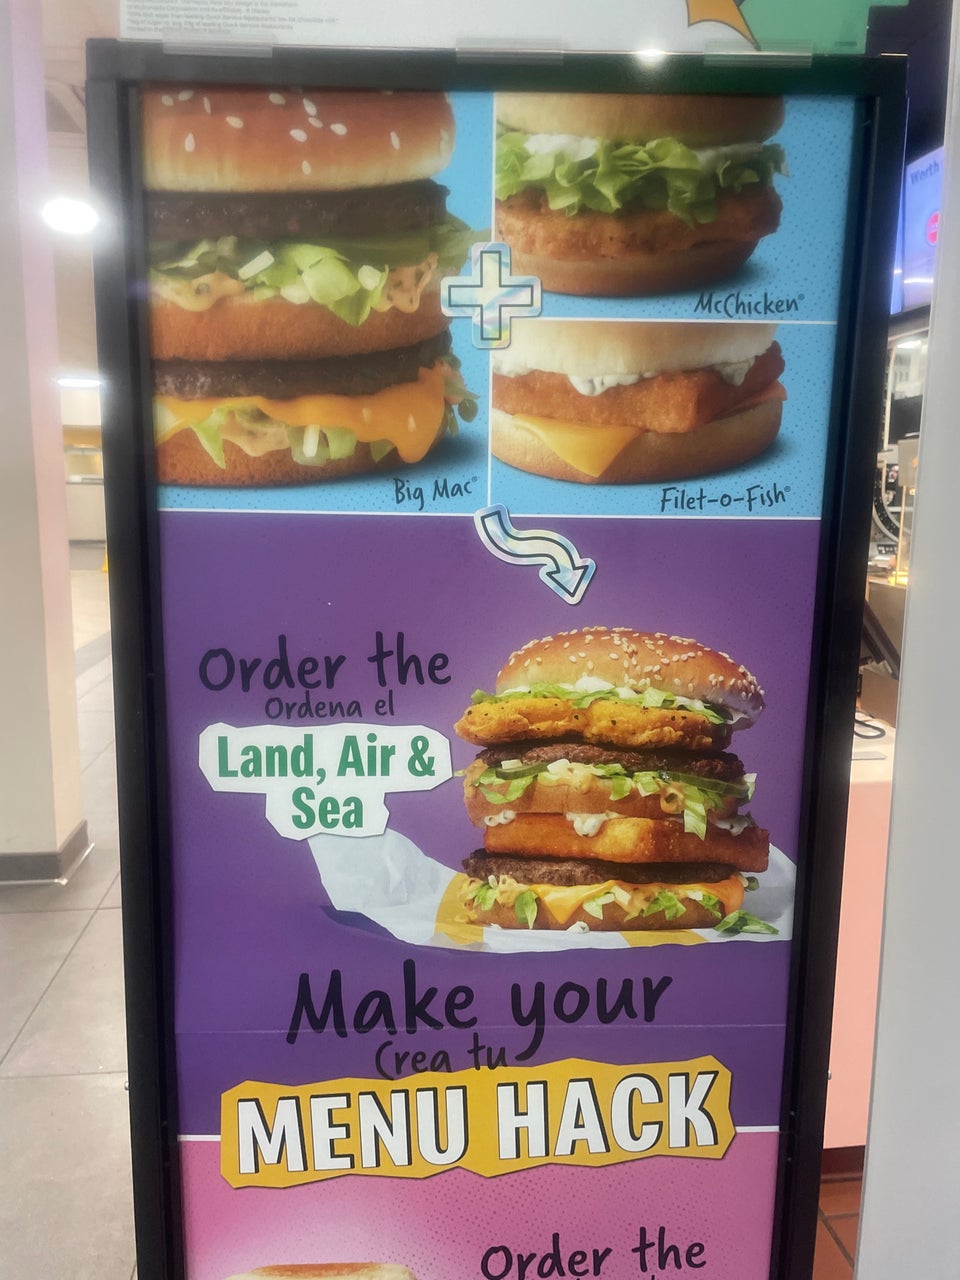 Worth
McChicken®
Big Mac®
Filet-o-Fish®
Order the
Ordena el
Land, Air &
Sea
Make your
Crea tu
MENU HACK
Order the